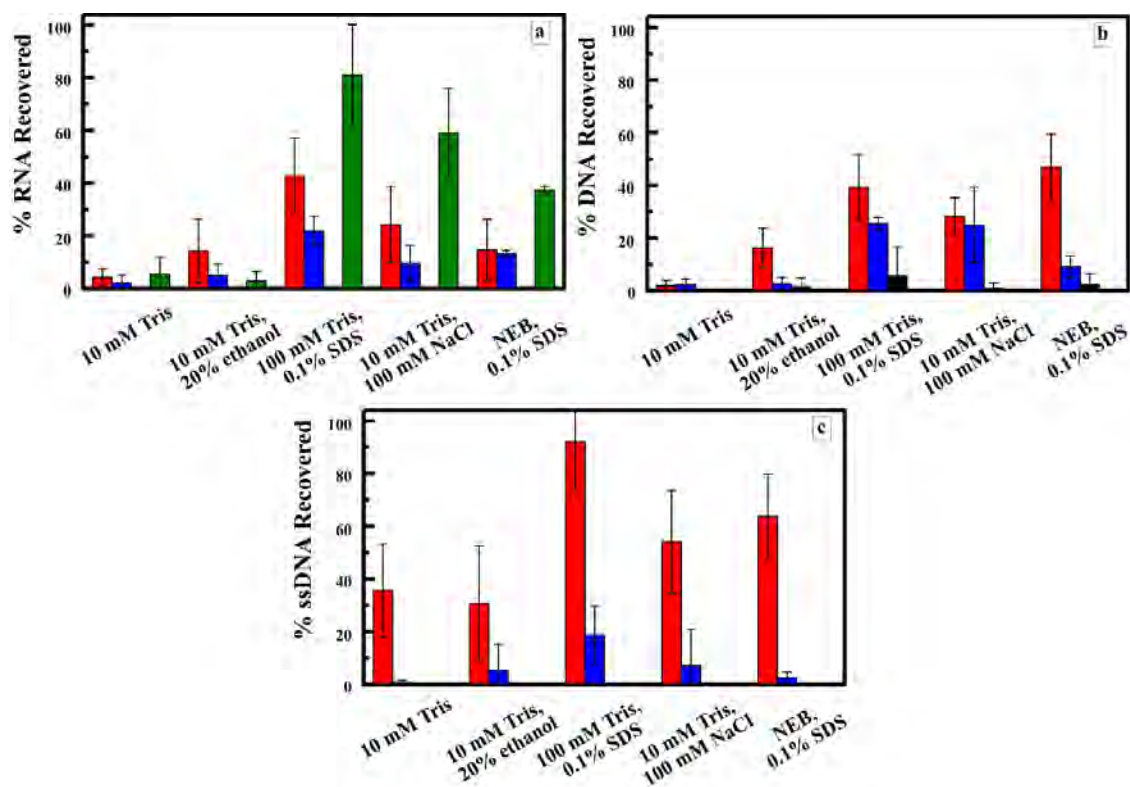 a
% RNA Recovered
100
80
60
40
20
0
10 mM Tris
10 mM Tris,
20% ethanol
100 mM Tris,
0.1% SDS
10 mM Tris,
100 mM NaCl
NEB,
0.1% SDS
b
% DNA Recovered
100
80
60
40
20
0
10 mM Tris
10 mM Tris,
20% ethanol
100 mM Tris,
0.1% SDS
10 mM Tris,
100 mM NaCl
NEB,
0.1% SDS
c
% ssDNA Recovered
100
80
60
40
20
0
10 mM Tris
10 mM Tris,
20% ethanol
100 mM Tris,
0.1% SDS
10 mM Tris,
100 mM NaCl
NEB,
0.1% SDS